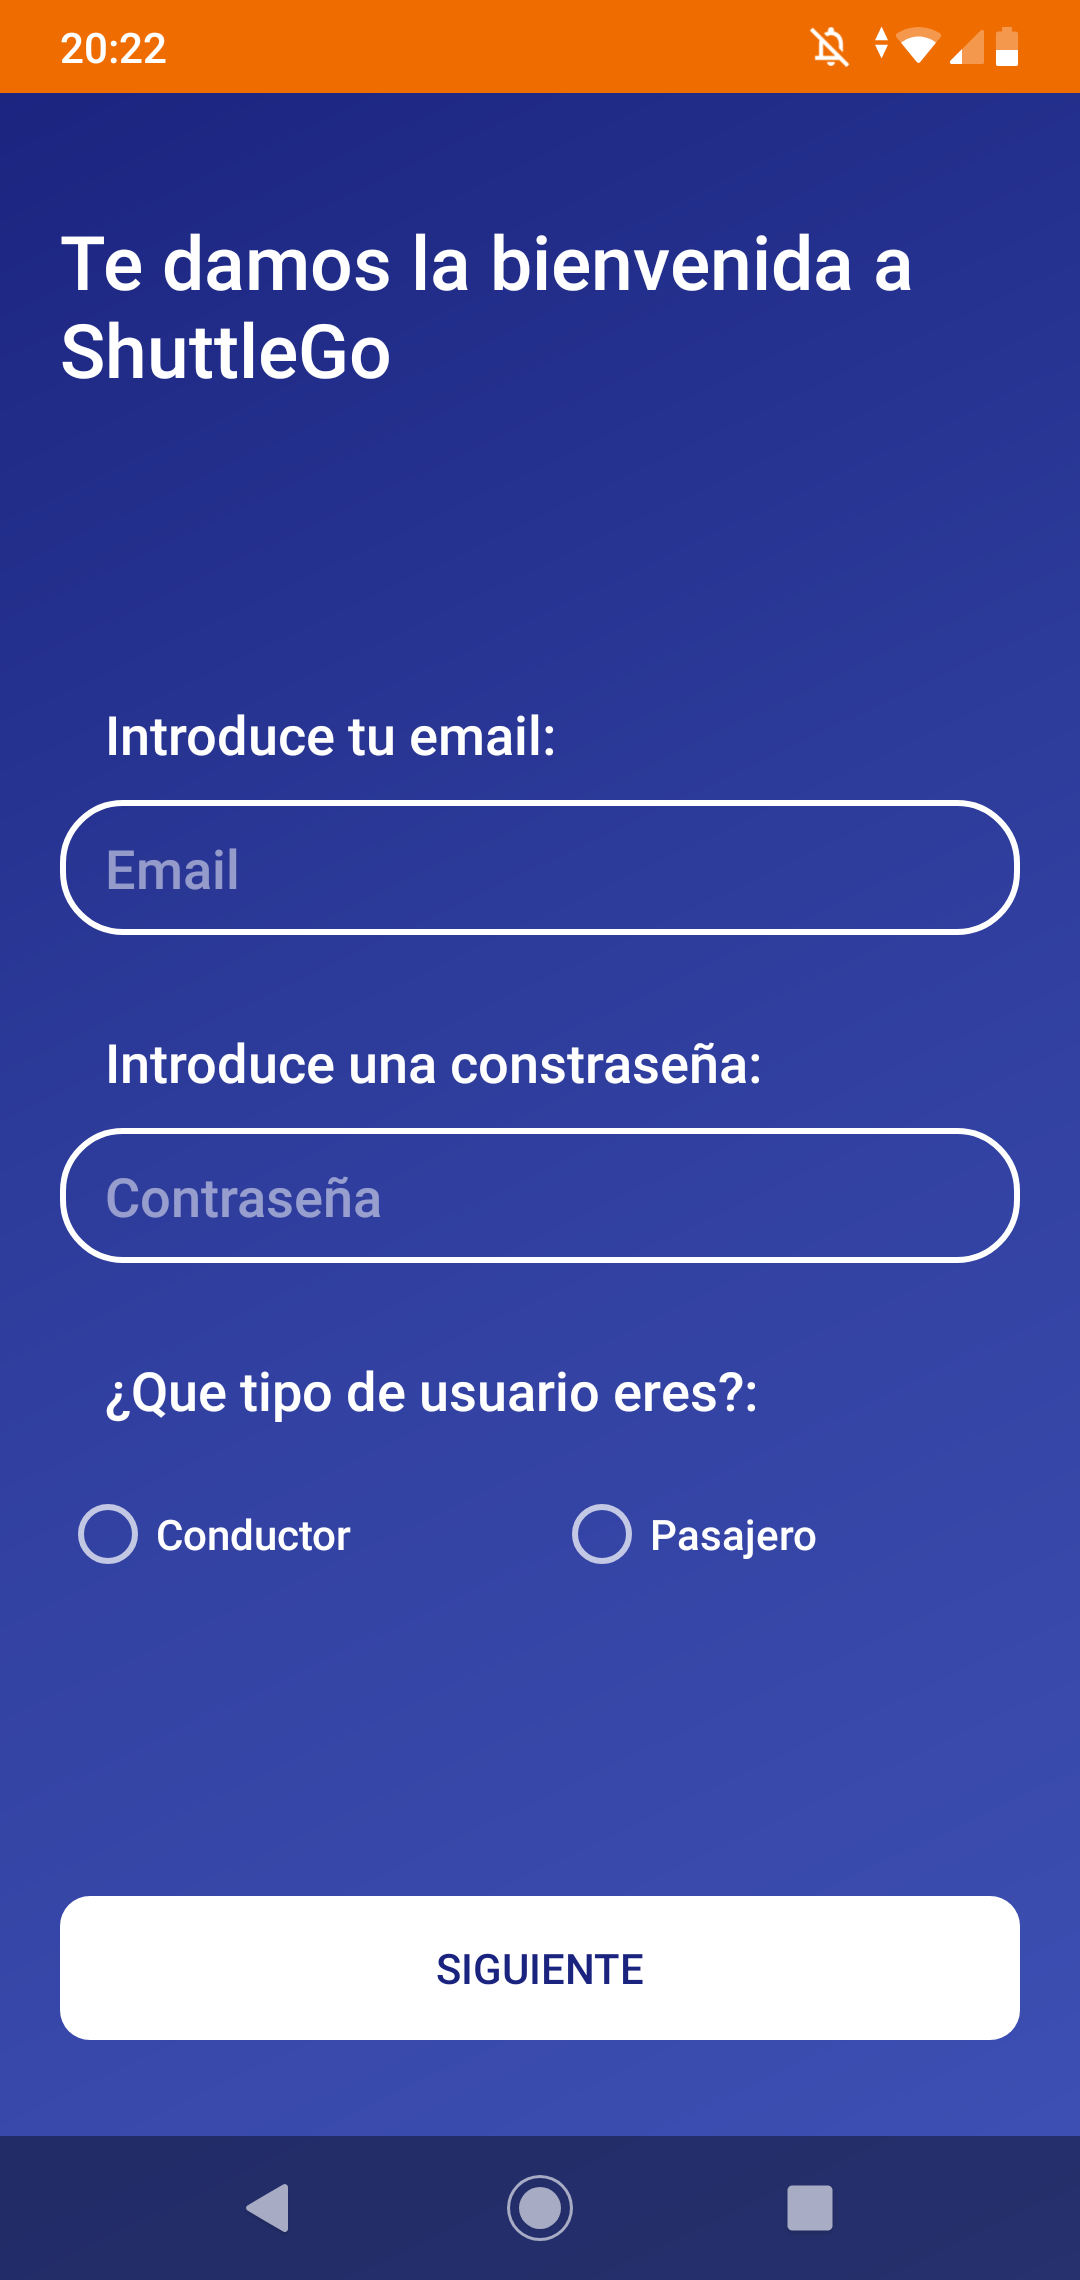 20:22
Te damos la bienvenida a
ShuttleGo
Introduce tu email:
Email
Introduce una constraseña:
Contraseña
¿Que tipo de usuario eres?:
Conductor Pasajero
SIGUIENTE